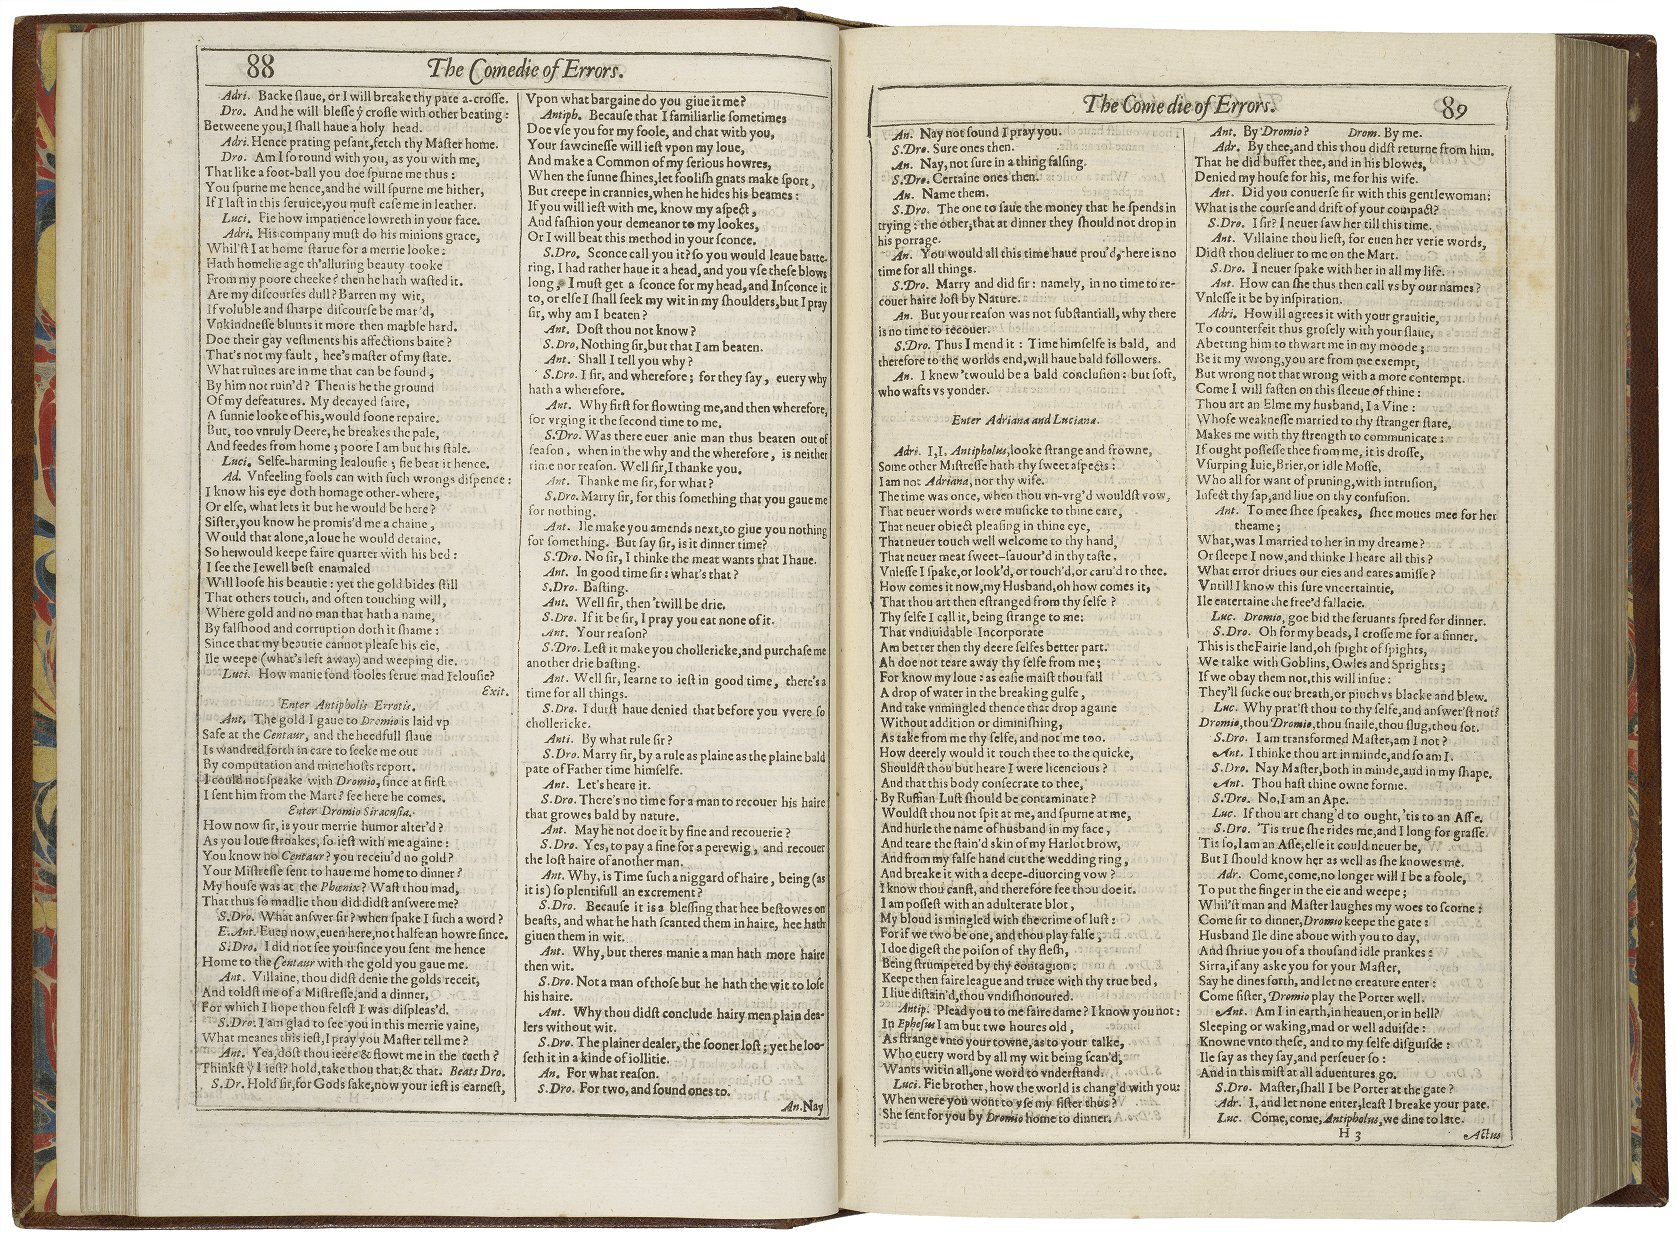 88
The Comedie of Errors.
Adri. Backe slaue, or I will breake thy pate a-crosse.
Dro. And he will blesse ẏ crosse with other beating:
Betweene you, I shall haue a holy head.
Adri. Hence prating pesant, fetch thy Master home.
Dro. Am I so round with you, as you with me,
That like a foot-ball you doe spurne me thus:
You spurne me hence, and he will spurne me hither,
If I last in this seruice, you must case me in leather.
Luci. Fie how impatience lowreth in your face.
Adri. His company must do his minions grace,
Whil'st I at home starue for a merrie looke:
Hath homelie age th'alluring beauty tooke
From my poore cheeke? then he hath wasted it.
Are my discourses dull? Barren my wit,
If voluble and sharpe discourse be mar'd,
Vnkindnesse blunts it more then marble hard.
Doe their gay vestments his affections baite?
That's not my fault, hee's master of my state.
What ruines are in me that can be found,
By him not ruin'd? Then is he the ground
Of my defeatures. My decayed faire,
A sunnie looke of his, would soone repaire.
But, too vnruly Deere, he breakes the pale,
And feedes from home; poore I am but his stale.
Luci. Selfe-harming Iealousie; fie beat it hence.
Ad. Vnfeeling fools can with such wrongs dispence:
I know his eye doth homage other-where,
Or else, what lets it but he would be here?
Sister, you know he promis'd me a chaine,
Would that alone, a loue he would detaine,
So he would keepe faire quarter with his bed:
I see the Iewell best enamaled
Will loose his beautie: yet the gold bides still
That others touch, and often touching will,
Where gold and no man that hath a name,
By falshood and corruption doth it shame:
Since that my beautie cannot please his eie,
Ile weepe (what's left away) and weeping die.
Luci. How manie fond fooles serue mad Ielousie?
Exit.
Enter Antipholis Errotis.
Ant. The gold I gaue to Dromio is laid vp
Safe at the Centaur, and the heedfull slaue
Is wandred forth in care to seeke me out
By computation and mine hosts report.
I could not speake with Dromio, since at first
I sent him from the Mart? see here he comes.
Enter Dromio Siracusia.
How now sir, is your merrie humor alter'd?
As you loue stroakes, so iest with me againe:
You know no Centaur? you receiu'd no gold?
Your Mistresse sent to haue me home to dinner?
My house was at the Phœnix? Wast thou mad,
That thus so madlie thou did didst answere me?
S.Dro. What answer sir? when spake I such a word?
E.Ant. Euen now, euen here, not halfe an howre since.
S.Dro. I did not see you since you sent me hence
Home to the Centaur with the gold you gaue me.
Ant. Villaine, thou didst denie the golds receit,
And toldst me of a Mistresse, and a dinner,
For which I hope thou feltst I was displeas'd.
S.Dro. I am glad to see you in this merrie vaine,
What meanes this iest, I pray you Master tell me?
Ant. Yea, dost thou ieere & flowt me in the teeth?
Thinkst ẏ I iest? hold, take thou that, & that. Beats Dro.
S.Dr. Hold sir, for Gods sake, now your iest is earnest,
Vpon what bargaine do you giue it me?
Antiph. Because that I familiarlie sometimes
Doe vse you for my foole, and chat with you,
Your sawcinesse will iest vpon my loue,
And make a Common of my serious howres,
When the sunne shines, let foolish gnats make sport,
But creepe in crannies, when he hides his beames:
If you will iest with me, know my aspect,
And fashion your demeanor to my lookes,
Or I will beat this method in your sconce.
S.Dro. Sconce call you it? so you would leaue batte-
ring, I had rather haue it a head, and you vse these blows
long, I must get a sconce for my head, and Insconce it
to, or else I shall seek my wit in my shoulders, but I pray
sir, why am I beaten?
Ant. Dost thou not know?
S.Dro, Nothing sir, but that I am beaten.
Ant. Shall I tell you why?
S.Dro. I sir, and wherefore; for they say, euery why
hath a wherefore.
Ant. Why first for flowting me, and then wherefore,
for vrging it the second time to me.
S.Dro. Was there euer anie man thus beaten out of
season, when in the why and the wherefore, is neither
rime nor reason. Well sir, I thanke you.
Ant. Thanke me sir, for what?
S.Dro. Marry sir, for this something that you gaue me
for nothing.
Ant. Ile make you amends next, to giue you nothing
for something. But say sir, is it dinner time?
S.Dro. No sir, I thinke the meat wants that I haue.
Ant. In good time sir: what's that?
S.Dro. Basting.
Ant. Well sir, then 'twill be drie.
S.Dro. If it be sir, I pray you eat none of it.
Ant. Your reason?
S.Dro. Lest it make you chollericke, and purchase me
another drie basting.
Ant. Well sir, learne to iest in good time, there's a
time for all things.
S.Dro. I durst haue denied that before you vvere so
chollericke.
Anti. By what rule sir?
S.Dro. Marry sir, by a rule as plaine as the plaine bald
pate of Father time himselfe.
Ant. Let's heare it.
S.Dro. There's no time for a man to recouer his haire
that growes bald by nature.
Ant. May he not doe it by fine and recouerie?
S.Dro. Yes, to pay a fine for a perewig, and recouer
the lost haire of another man.
Ant. Why, is Time such a niggard of haire, being (as
it is) so plentifull an excrement?
S.Dro. Because it is a blessing that hee bestowes on
beasts, and what he hath scanted them in haire, hee hath
giuen them in wit.
Ant. Why, but theres manie a man hath more haire
then wit.
S.Dro. Not a man of those but he hath the wit to lose
his haire.
Ant. Why thou didst conclude hairy men plain dea-
lers without wit.
S.Dro. The plainer dealer, the sooner lost; yet he loo-
seth it in a kinde of iollitie.
An. For what reason.
S.Dro. For two, and sound ones to.
An. Nay
The Comedie of Errors.
89
An. Nay not sound I pray you.
S.Dro. Sure ones then.
An. Nay, not sure in a thing falsing.
S.Dro. Certaine ones then.
An. Name them.
S.Dro. The one to saue the money that he spends in
trying: the other, that at dinner they should not drop in
his porrage.
An. You would all this time haue prou'd, there is no
time for all things.
S.Dro. Marry and did sir: namely, in no time to re-
couer haire lost by Nature.
An. But your reason was not substantiall, why there
is no time to recouer.
S.Dro. Thus I mend it: Time himselfe is bald, and
therefore to the worlds end, will haue bald followers.
An. I knew 'twould be a bald conclusion: but soft,
who wafts vs yonder.
Enter Adriana and Luciana.
Adri. I, I, Antipholus, looke strange and frowne,
Some other Mistresse hath thy sweet aspects:
I am not Adriana, nor thy wife.
The time was once, when thou vn-vrg'd wouldst vow,
That neuer words were musicke to thine eare,
That neuer obiect pleasing in thine eye,
That neuer touch well welcome to thy hand,
That neuer meat sweet-sauour'd in thy taste,
Vnlesse I spake, or look'd, or touch'd, or caru'd to thee.
How comes it now, my Husband, oh how comes it,
That thou art then estranged from thy selfe?
Thy selfe I call it, being strange to me:
That vndiuidable Incorporate
Am better then thy deere selfes better part.
Ah doe not teare away thy selfe from me;
For know my loue: as easie maist thou fall
A drop of water in the breaking gulfe,
And take vnmingled thence that drop againe
Without addition or diminishing,
As take from me thy selfe, and not me too.
How deerely would it touch thee to the quicke,
Shouldst thou but heare I were licencious?
And that this body consecrate to thee,
By Ruffian Lust should be contaminate?
Wouldst thou not spit at me, and spurne at me,
And hurle the name of husband in my face,
And teare the stain'd skin of my Harlot brow,
And from my false hand cut the wedding ring,
And breake it with a deepe-diuorcing vow?
I know thou canst, and therefore see thou doe it.
I am possest with an adulterate blot,
My bloud is mingled with the crime of lust:
For if we two be one, and thou play false,
I doe digest the poison of thy flesh,
Being strumpeted by thy contagion:
Keepe then faire league and truce with thy true bed,
I liue distain'd, thou vndishonoured.
Antip. Plead you to me faire dame? I know you not:
In Ephesus I am but two houres old,
As strange vnto your towne, as to your talke,
Who euery word by all my wit being scan'd,
Wants wit in all, one word to vnderstand.
Luci. Fie brother, how the world is chang'd with you:
When were you wont to vse my sister thus?
She sent for you by Dromio home to dinner.
Ant. By Dromio? Drom. By me.
Adr. By thee, and this thou didst returne from him.
That he did buffet thee, and in his blowes,
Denied my house for his, me for his wife.
Ant. Did you conuerse sir with this gentlewoman:
What is the course and drift of your compact?
S.Dro. I sir? I neuer saw her till this time.
Ant. Villaine thou liest, for euen her verie words,
Didst thou deliuer to me on the Mart.
S.Dro. I neuer spake with her in all my life.
Ant. How can she thus then call vs by our names?
Vnlesse it be by inspiration.
Adri. How ill agrees it with your grauitie,
To counterfeit thus grosely with your slaue,
Abetting him to thwart me in my moode;
Be it my wrong, you are from me exempt,
But wrong not that wrong with a more contempt.
Come I will fasten on this sleeue of thine:
Thou art an Elme my husband, I a Vine:
Whose weaknesse married to thy stranger state,
Makes me with thy strength to communicate:
If ought possesse thee from me, it is drosse,
Vsurping Iuie, Brier, or idle Mosse,
Who all for want of pruning, with intrusion,
Infect thy sap, and liue on thy confusion.
Ant. To mee shee speakes, shee moues mee for her
theame;
What, was I married to her in my dreame?
Or sleepe I now, and thinke I heare all this?
What error driues our eies and eares amisse?
Vntill I know this sure vncertaintie,
Ile entertaine the free'd fallacie.
Luc. Dromio, goe bid the seruants spred for dinner.
S.Dro. Oh for my beads, I crosse me for a sinner.
This is the Fairie land, oh spight of spights,
We talke with Goblins, Owles and Sprights;
If we obay them not, this will insue:
They'll sucke our breath, or pinch vs blacke and blew.
Luc. Why prat'st thou to thy selfe, and answer'st not?
Dromio, thou Dromio, thou snaile, thou slug, thou sot.
S.Dro. I am transformed Master, am I not?
Ant. I thinke thou art in minde, and so am I.
S.Dro. Nay Master, both in minde, and in my shape.
Ant. Thou hast thine owne forme.
S.Dro. No, I am an Ape.
Luc. If thou art chang'd to ought, 'tis to an Asse.
S.Dro. 'Tis true she rides me, and I long for grasse.
'Tis so, I am an Asse, else it could neuer be,
But I should know her as well as she knowes me.
Adr. Come, come, no longer will I be a foole,
To put the finger in the eie and weepe;
Whil'st man and Master laughes my woes to scorne:
Come sir to dinner, Dromio keepe the gate:
Husband Ile dine aboue with you to day,
And shriue you of a thousand idle prankes:
Sirra, if any aske you for your Master,
Say he dines forth, and let no creature enter:
Come sister, Dromio play the Porter well.
Ant. Am I in earth, in heauen, or in hell?
Sleeping or waking, mad or well aduisde:
Knowne vnto these, and to my selfe disguisde:
Ile say as they say, and perseuer so:
And in this mist at all aduentures go.
S.Dro. Master, shall I be Porter at the gate?
Adr. I, and let none enter, least I breake your pate.
Luc. Come, come, Antipholus, we dine to late.
H 3
Actus